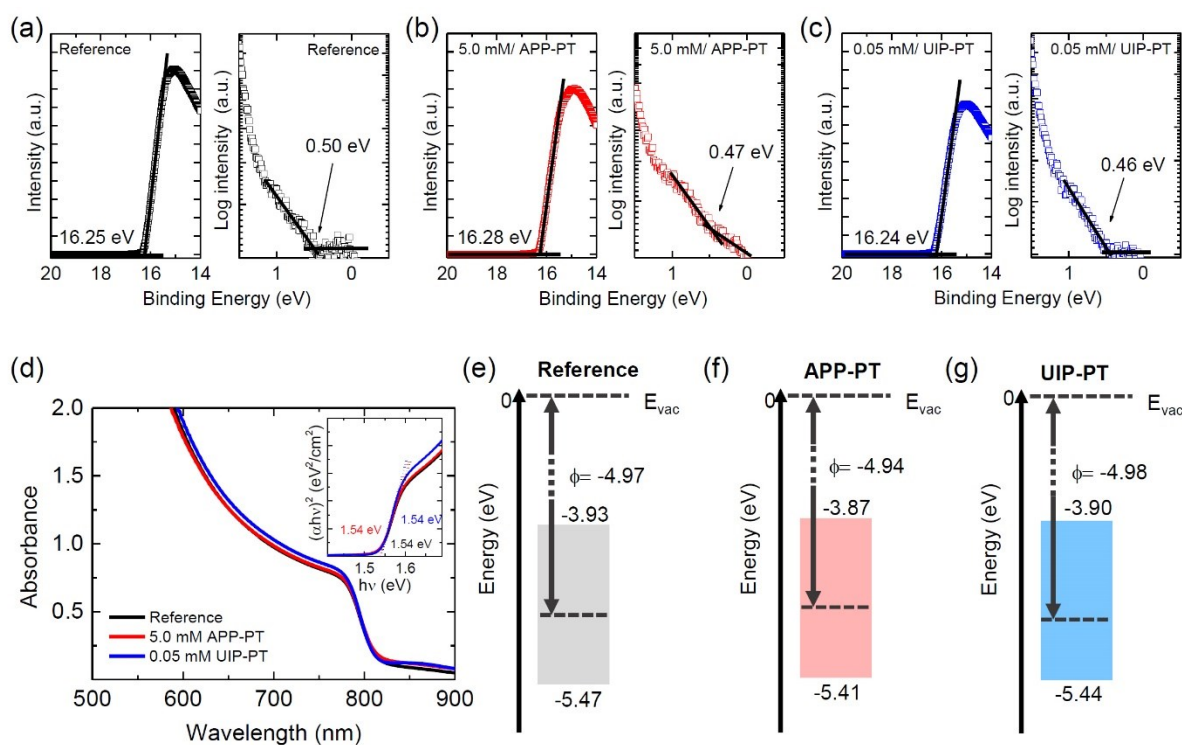 (a)
Reference
Intensity (a.u.)
16.25 eV
20 18 16 14
Reference
Log intensity (a.u.)
0.50 eV
1 0
Binding Energy (eV)
(b)
5.0 mM/ APP-PT
Intensity (a.u.)
16.28 eV
20 18 16 14
5.0 mM/ APP-PT
Log intensity (a.u.)
0.47 eV
1 0
Binding Energy (eV)
(c)
0.05 mM/ UIP-PT
Intensity (a.u.)
16.24 eV
20 18 16 14
0.05 mM/ UIP-PT
Log intensity (a.u.)
0.46 eV
1 0
Binding Energy (eV)
(d)
Absorbance
2.0
1.5
1.0
0.5
500 600 700 800 900
Wavelength (nm)
Reference
5.0 mM APP-PT
0.05 mM UIP-PT
(αhν)² (eV²/cm²)
1.54 eV
1.54 eV
1.54 eV
1.5 1.6
hν (eV)
(e)
Reference
0
Evac
Energy (eV)
ϕ= -4.97
-3.93
-5.47
(f)
APP-PT
0
Evac
Energy (eV)
ϕ= -4.94
-3.87
-5.41
(g)
UIP-PT
0
Evac
Energy (eV)
ϕ= -4.98
-3.90
-5.44